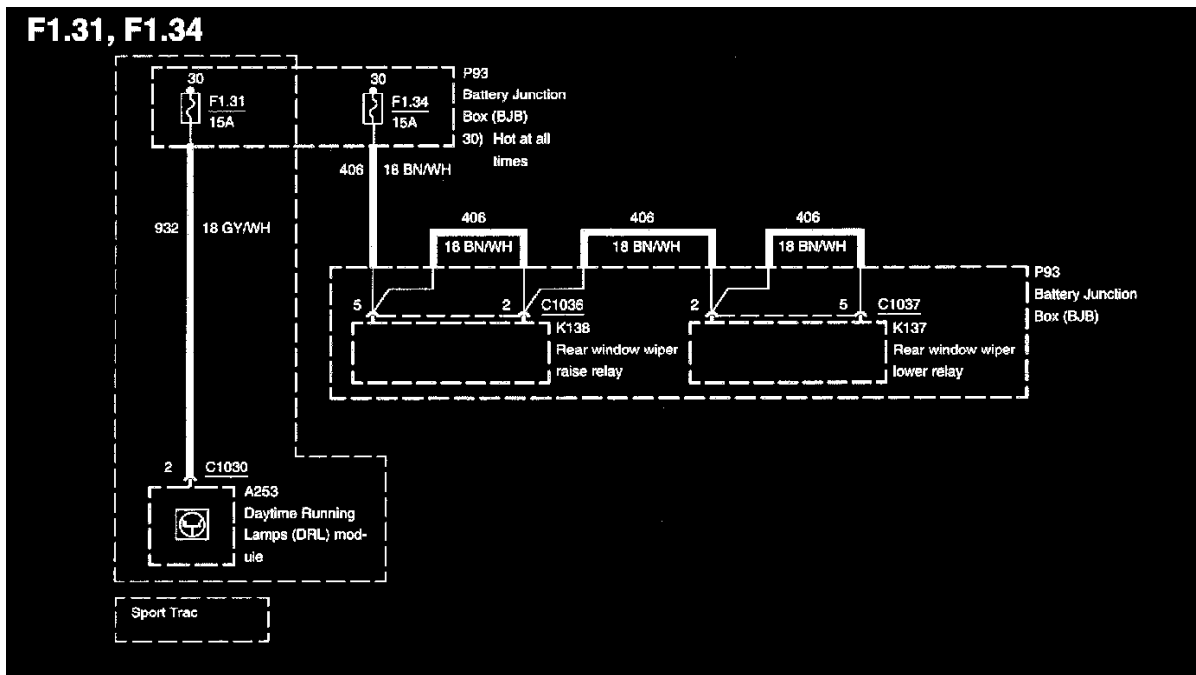 F1.31, F1.34
30
F1.31
15A
30
F1.34
15A
P93
Battery Junction
Box (BJB)
30) Hot at all
times
406
18 BN/WH
932
18 GY/WH
406
18 BN/WH
406
18 BN/WH
406
18 BN/WH
P93
Battery Junction
Box (BJB)
5
2
C1036
K138
Rear window wiper
raise relay
2
5
C1037
K137
Rear window wiper
lower relay
2
C1030
A253
Daytime Running
Lamps (DRL) mod-
ule
Sport Trac